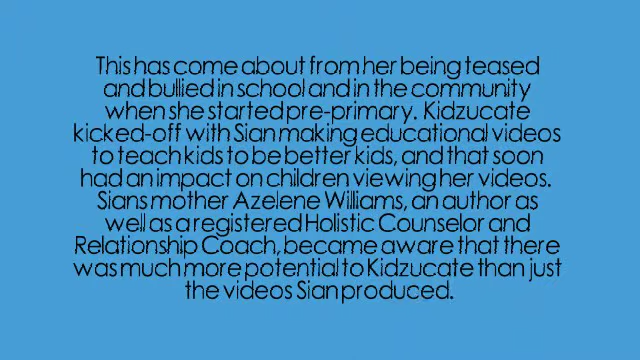 This has come about from her being teased
and bullied in school and in the community
when she started pre-primary. Kidzucate
kicked-off with Sian making educational videos
to teach kids to be better kids, and that soon
had an impact on children viewing her videos.
Sians mother Azelene Williams, an author as
well as a registered Holistic Counselor and
Relationship Coach, became aware that there
was much more potential to Kidzucate than just
the videos Sian produced.